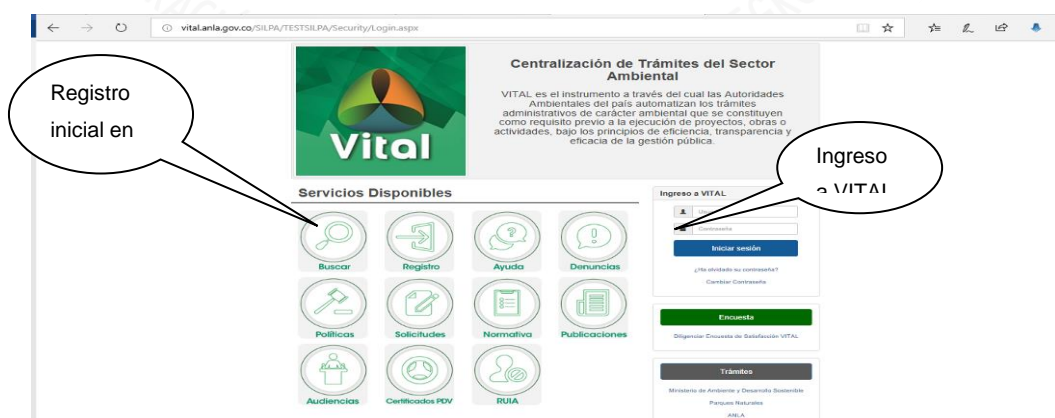 vital.anla.gov.co/SILPA/TESTSILPA/Security/Login.aspx
Registro
inicial en
Vital
Centralización de Trámites del Sector
Ambiental
VITAL es el instrumento a través del cual las Autoridades
Ambientales del país automatizan los trámites
administrativos de carácter ambiental que se constituyen
como requisito previo a la ejecución de proyectos, obras o
actividades, bajo los principios de eficiencia, transparencia y
eficacia de la gestión pública.
Ingreso
a VITAL
Servicios Disponibles
Buscar
Registro
Ayuda
Denuncias
Políticas
Solicitudes
Normativa
Publicaciones
Audiencias
Certificados PDV
RUIA
Ingreso a VITAL
Contraseña
Iniciar sesión
¿Ha olvidado su contraseña?
Cambiar Contraseña
Encuesta
Diligenciar Encuesta de Satisfacción VITAL
Trámites
Ministerio de Ambiente y Desarrollo Sostenible
Parques Naturales
ANLA